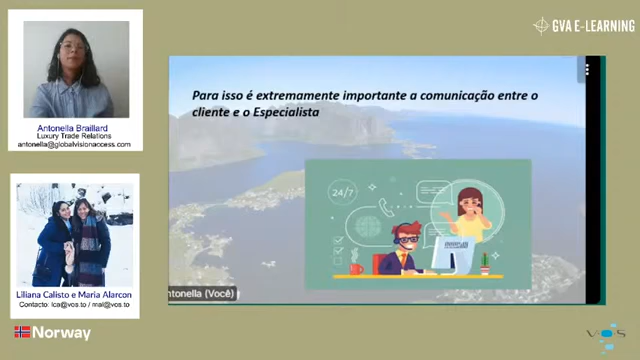 GVA E-LEARNING
Para isso é extremamente importante a comunicação entre o
cliente e o Especialista
24/7
Antonella Braillard
Luxury Trade Relations
antonella@globalvisionaccess.com
Liliana Calisto e Maria Alarcon
Contacto: lca@vos.to / mal@vos.to
ntonella (Você)
Norway
VOS